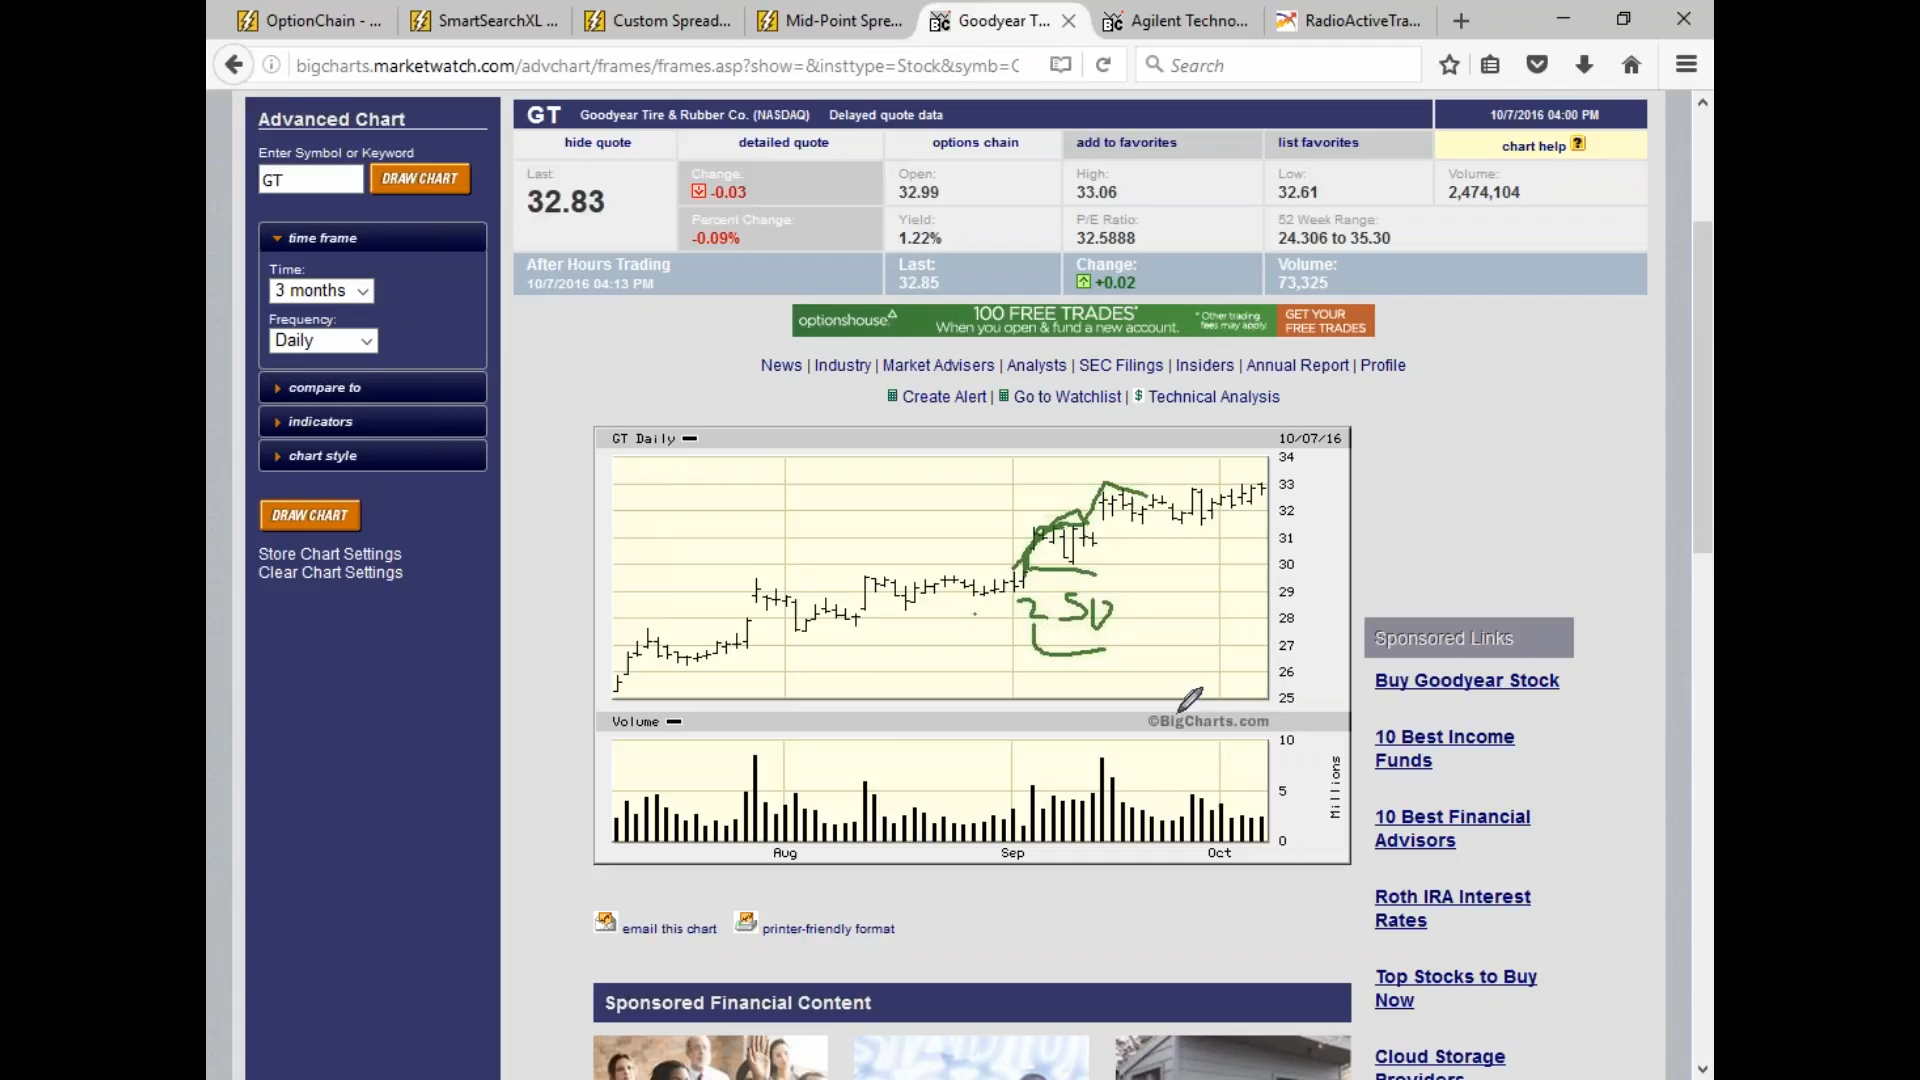 OptionChain - ... SmartSearchXL ... Custom Spread... Mid-Point Spre... Goodyear T... Agilent Techno... RadioActiveTra...
bigcharts.marketwatch.com/advchart/frames/frames.asp?show=&insttype=Stock&symb=G Search
Advanced Chart
Enter Symbol or Keyword
GT DRAW CHART
time frame
Time:
3 months
Frequency:
Daily
compare to
indicators
chart style
DRAW CHART
Store Chart Settings
Clear Chart Settings
GT Goodyear Tire & Rubber Co. (NASDAQ) Delayed quote data 10/7/2016 04:00 PM
hide quote detailed quote options chain add to favorites list favorites chart help ?
Last: Change: Open: High: Low: Volume:
32.83 -0.03 32.99 33.06 32.61 2,474,104
Percent Change: Yield: P/E Ratio: 52 Week Range:
-0.09% 1.22% 32.5888 24.306 to 35.30
After Hours Trading Last: Change: Volume:
10/7/2016 04:13 PM 32.85 +0.02 73,325
optionshouse 100 FREE TRADES* When you open & fund a new account. * Other trading fees may apply. GET YOUR FREE TRADES
News | Industry | Market Advisers | Analysts | SEC Filings | Insiders | Annual Report | Profile
Create Alert | Go to Watchlist | $ Technical Analysis
GT Daily 10/07/16
34
33
32
31
30
29
28
27
26
25
2 SD
Volume ©BigCharts.com
10
5
0
Millions
Aug Sep Oct
email this chart printer-friendly format
Sponsored Financial Content
Sponsored Links
Buy Goodyear Stock
10 Best Income
Funds
10 Best Financial
Advisors
Roth IRA Interest
Rates
Top Stocks to Buy
Now
Cloud Storage
Providers